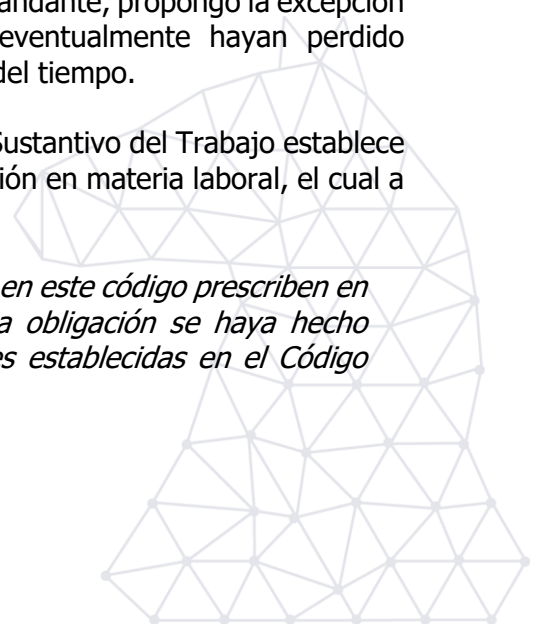 andante, propongo la excepción
eventualmente hayan perdido
del tiempo.
Sustantivo del Trabajo establece
ión en materia laboral, el cual a
en este código prescriben en
a obligación se haya hecho
es establecidas en el Código